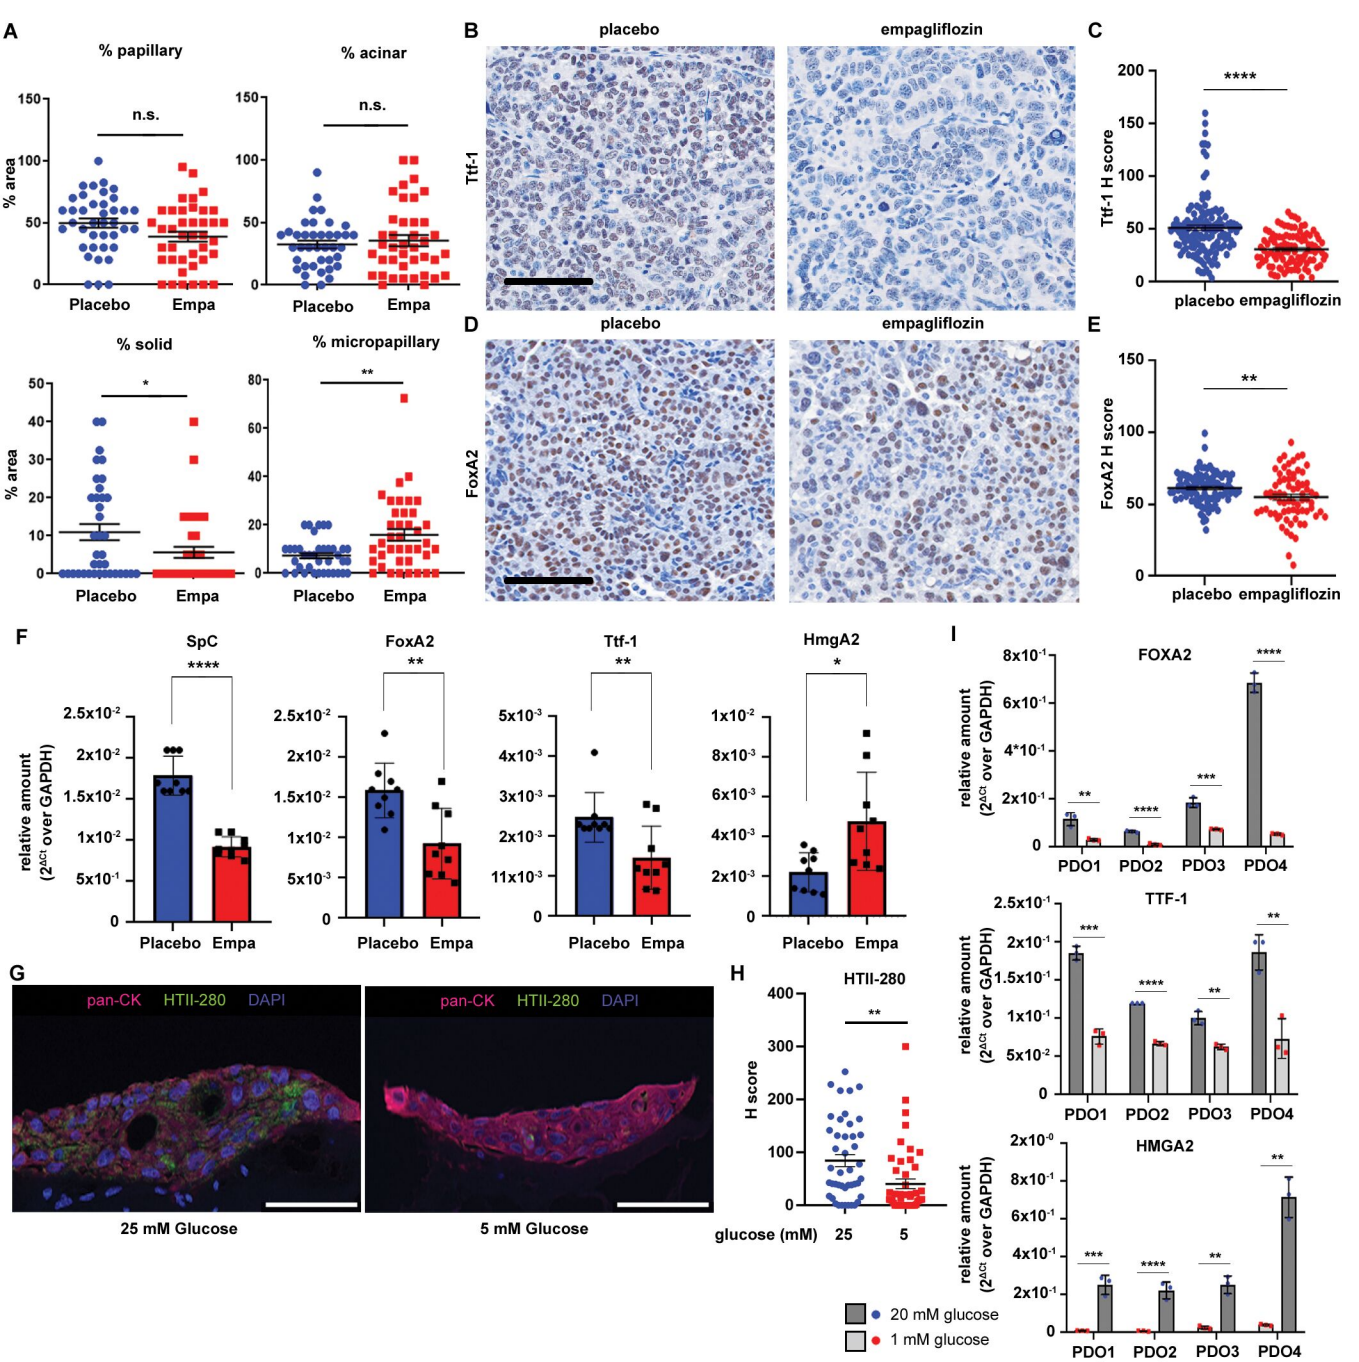 A
% papillary
% acinar
150
100
50
0
% area
n.s.
Placebo
Empa
150
100
50
0
n.s.
Placebo
Empa
% solid
% micropapillary
50
40
30
20
10
0
% area
*
Placebo
Empa
80
60
40
20
0
**
Placebo
Empa
B
placebo
empagliflozin
Ttf-1
C
200
150
100
50
0
Ttf-1 H score
****
placebo
empagliflozin
D
placebo
empagliflozin
FoxA2
E
150
100
50
0
FoxA2 H score
**
placebo
empagliflozin
F
SpC
****
relative amount
(2^ΔCt over GAPDH)
2.5x10-2
2x10-2
1.5x10-2
1x10-2
5x10-1
0
Placebo
Empa
FoxA2
**
2.5x10-2
2x10-2
1.5x10-2
1x10-2
5x10-3
0
Placebo
Empa
Ttf-1
**
5x10-3
4x10-3
3x10-3
2x10-3
11x10-3
0
Placebo
Empa
HmgA2
*
1x10-2
8x10-3
6x10-3
4x10-3
2x10-3
0
Placebo
Empa
G
pan-CK HTII-280 DAPI
25 mM Glucose
pan-CK HTII-280 DAPI
5 mM Glucose
H
HTII-280
400
300
200
100
0
H score
**
glucose (mM) 25 5
I
FOXA2
relative amount
(2^ΔCt over GAPDH)
8x10-1
6x10-1
4*10-1
2x10-1
0
**
****
***
****
PDO1 PDO2 PDO3 PDO4
TTF-1
relative amount
(2^ΔCt over GAPDH)
2.5x10-1
2x10-1
1.5x10-1
1x10-1
5x10-2
0
***
****
**
**
PDO1 PDO2 PDO3 PDO4
HMGA2
relative amount
(2^ΔCt over GAPDH)
2x10-0
8x10-1
6x10-1
4x10-1
2x10-1
0
***
****
**
**
PDO1 PDO2 PDO3 PDO4
20 mM glucose
1 mM glucose